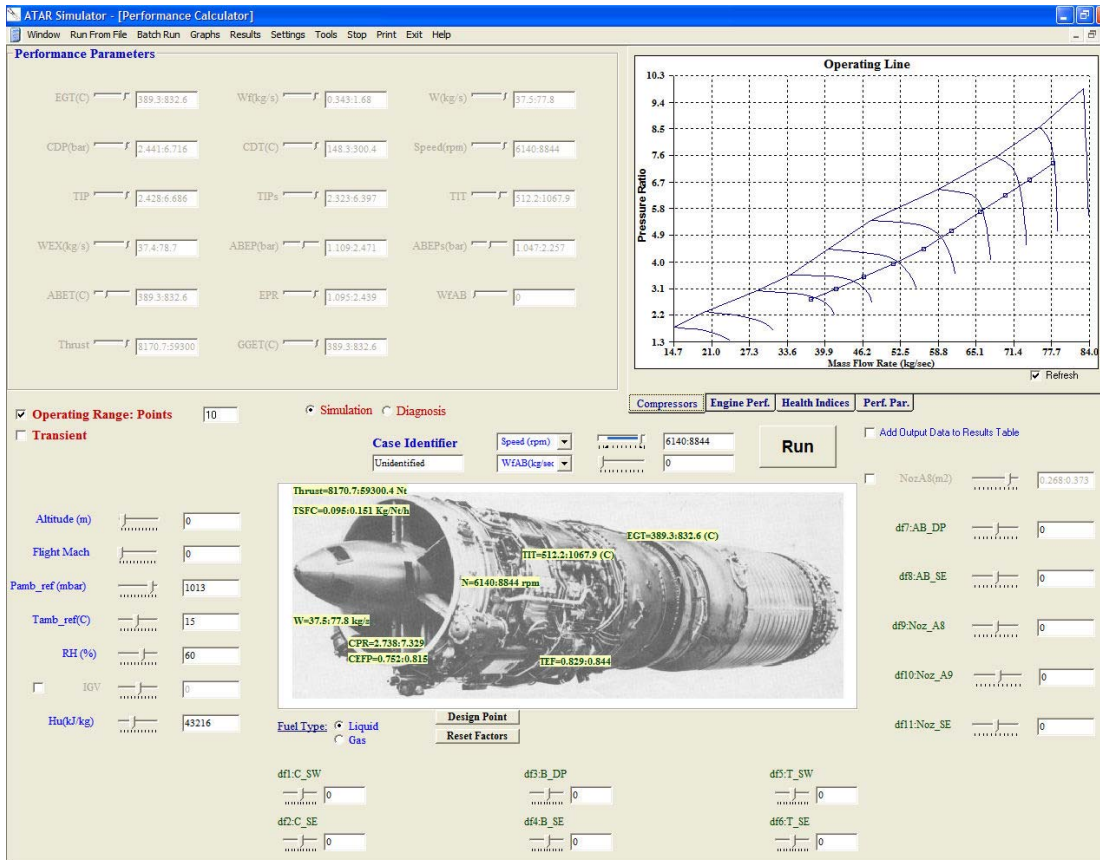 ATAR Simulator - [Performance Calculator]
Window Run From File Batch Run Graphs Results Settings Tools Stop Print Exit Help
Performance Parameters
EGT(C) 389.3:832.6 Wf(kg/s) 0.343:1.68 W(kg/s) 37.5:77.8
CDP(bar) 2.441:6.716 CDT(C) 148.3:300.4 Speed(rpm) 6140:8844
TIP 2.428:6.686 TIPs 2.323:6.397 TIT 512.2:1067.9
WEX(kg/s) 37.4:78.7 ABEP(bar) 1.109:2.471 ABEPs(bar) 1.047:2.257
ABET(C) 389.3:832.6 EPR 1.095:2.439 WfAB 0
Thrust 8170.7:59300 GGET(C) 389.3:832.6
Operating Line
Pressure Ratio
10.3
9.4
8.5
7.6
6.7
5.8
4.9
4.0
3.1
2.2
1.3
14.7 21.0 27.3 33.6 39.9 46.2 52.5 58.8 65.1 71.4 77.7 84.0
Mass Flow Rate (kg/sec)
Refresh
Compressors Engine Perf. Health Indices Perf. Par.
Operating Range: Points 10
Simulation Diagnosis
Transient
Case Identifier
Unidentified
Speed (rpm) 6140:8844
WfAB(kg/sec 0
Run
Add Output Data to Results Table
NozA8(m2) 0.268:0.373
Altitude (m) 0
Flight Mach 0
Pamb_ref (mbar) 1013
Tamb_ref(C) 15
RH (%) 60
IGV 0
Hu(kJ/kg) 43216
Thrust=8170.7:59300.4 Nt
TSFC=0.095:0.151 Kg/Nt/h
EGT=389.3:832.6 (C)
TIT=512.2:1067.9 (C)
N=6140:8844 rpm
W=37.5:77.8 kg/s
CPR=2.738:7.329
CEFP=0.752:0.815
TEF=0.829:0.844
df7:AB_DP 0
df8:AB_SE 0
df9:Noz_A8 0
df10:Noz_A9 0
df11:Noz_SE 0
Fuel Type: Liquid
Gas
Design Point
Reset Factors
df1:C_SW 0
df3:B_DP 0
df5:T_SW 0
df2:C_SE 0
df4:B_SE 0
df6:T_SE 0